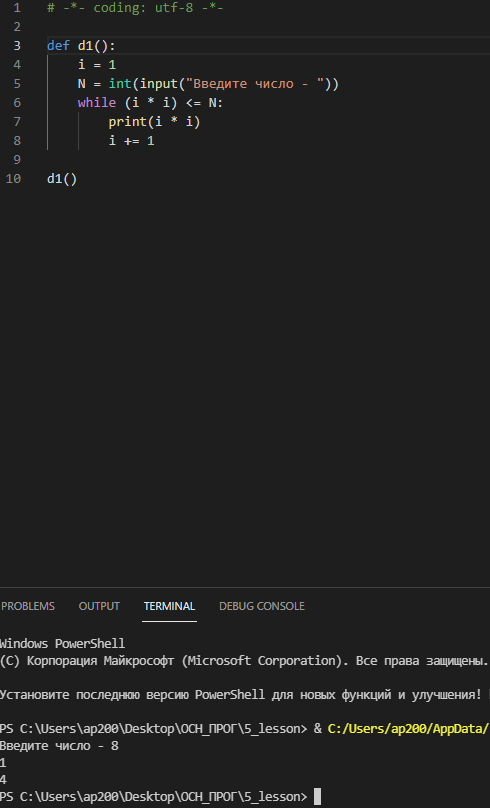 1 # -*- coding: utf-8 -*-
2
3 def d1():
4     i = 1
5     N = int(input("Введите число - "))
6     while (i * i) <= N:
7         print(i * i)
8         i += 1
9
10 d1()
PROBLEMS OUTPUT TERMINAL DEBUG CONSOLE
Windows PowerShell
(C) Корпорация Майкрософт (Microsoft Corporation). Все права защищены.
Установите последнюю версию PowerShell для новых функций и улучшения!
PS C:\Users\ap200\Desktop\ОСН_ПРОГ\5_lesson> & C:/Users/ap200/AppData/
Введите число - 8
1
4
PS C:\Users\ap200\Desktop\ОСН_ПРОГ\5_lesson>